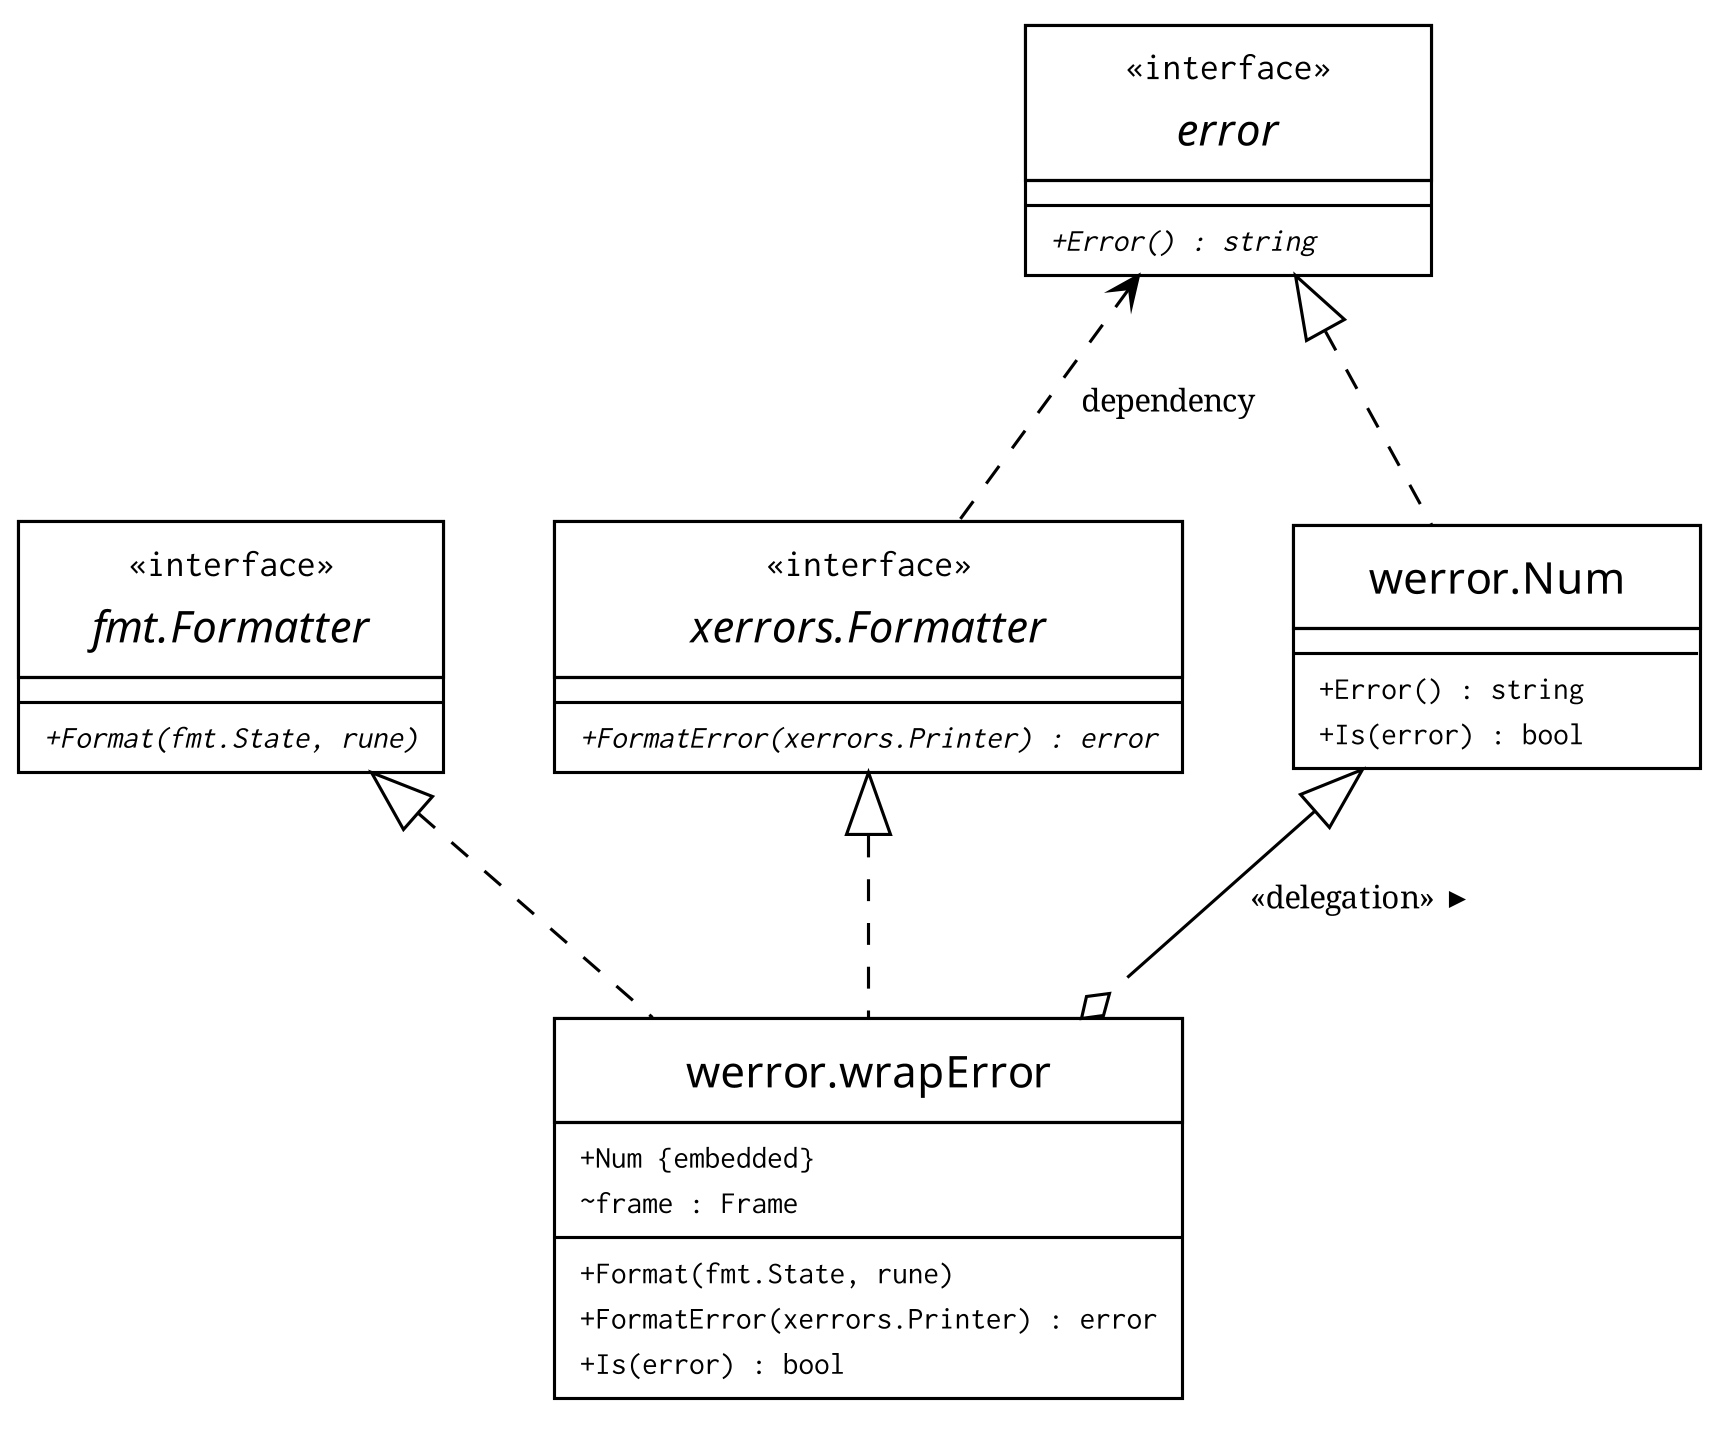 «interface»
error
+Error() : string
dependency
«interface»
fmt.Formatter
+Format(fmt.State, rune)
«interface»
xerrors.Formatter
+FormatError(xerrors.Printer) : error
werror.Num
+Error() : string
+Is(error) : bool
«delegation» ►
werror.wrapError
+Num {embedded}
~frame : Frame
+Format(fmt.State, rune)
+FormatError(xerrors.Printer) : error
+Is(error) : bool